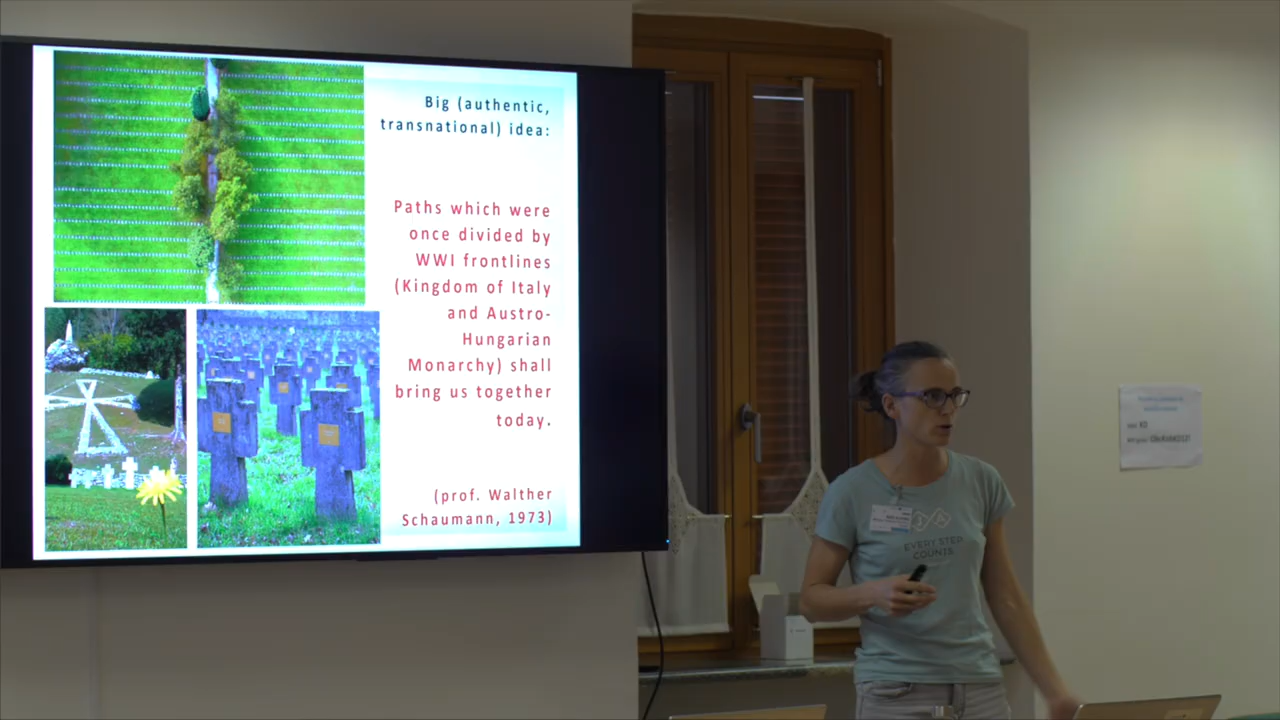 Big (authentic,
transnational) idea:
Paths which were
once divided by
WWI frontlines
(Kingdom of Italy
and Austro-
Hungarian
Monarchy) shall
bring us together
today.
(prof. Walther
Schaumann, 1973)
EVERY STEP
COUNTS